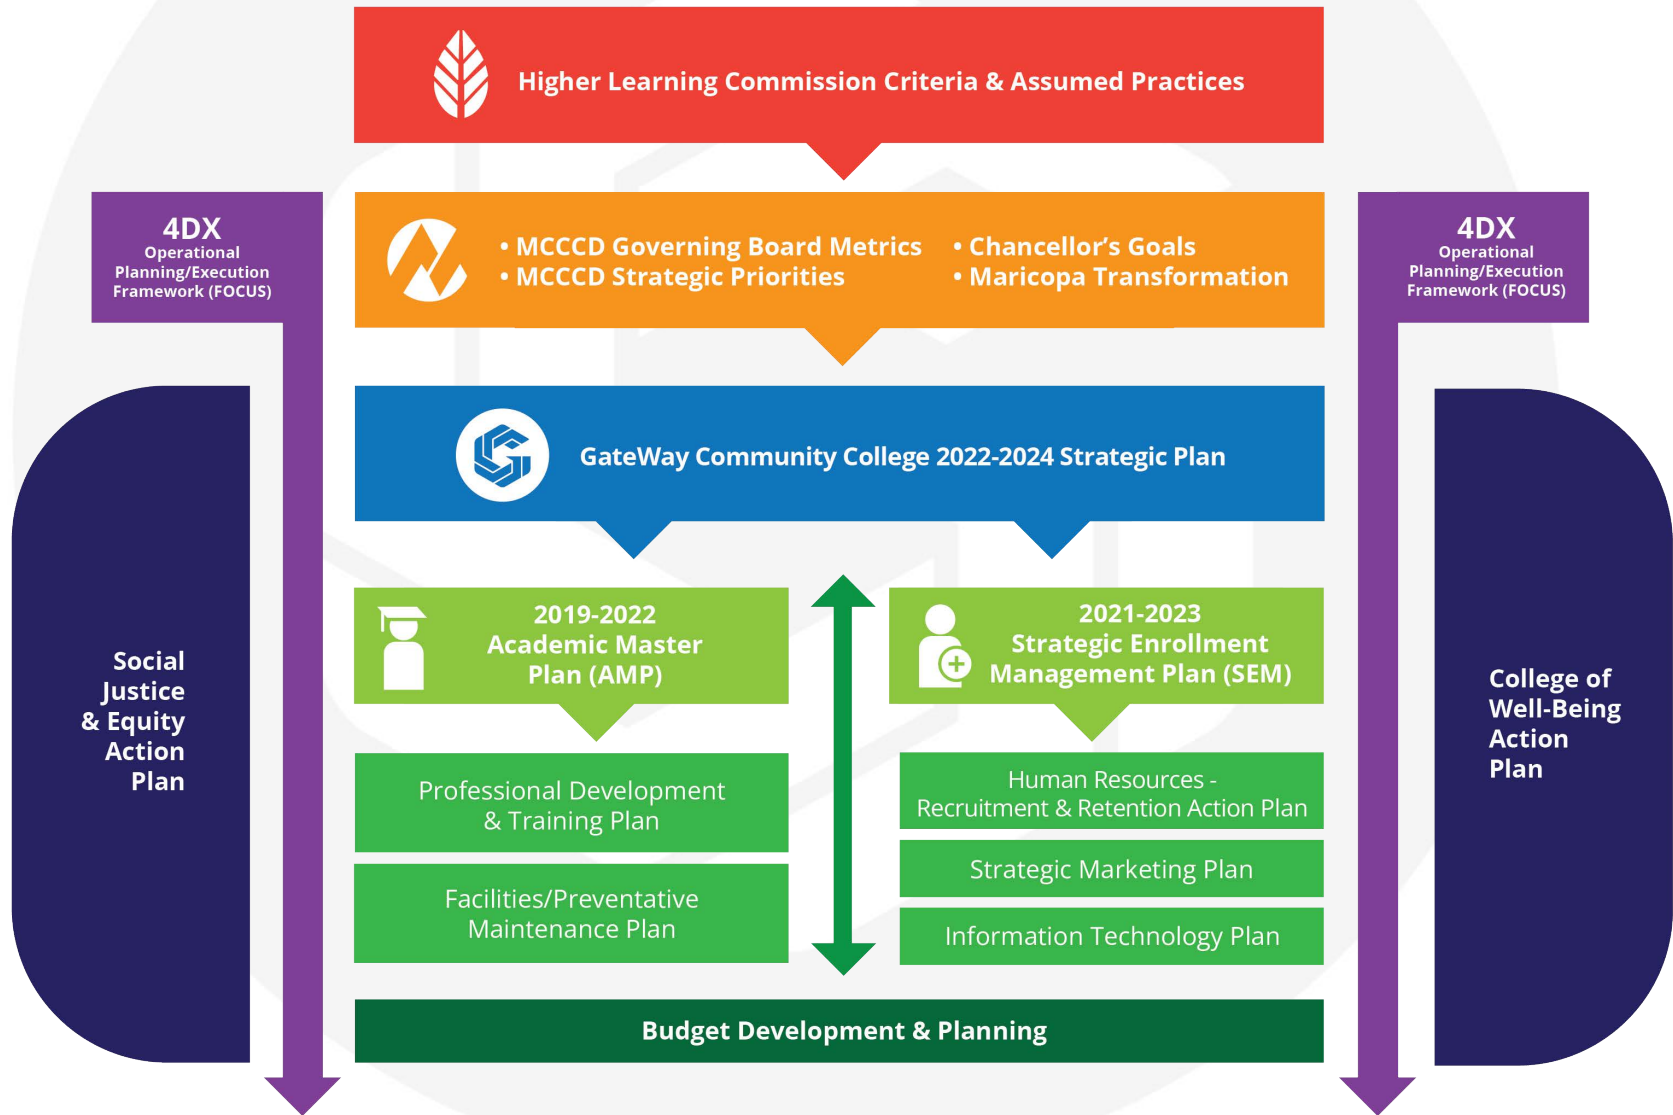 Higher Learning Commission Criteria & Assumed Practices
4DX
Operational
Planning/Execution
Framework (FOCUS)
• MCCCD Governing Board Metrics
• MCCCD Strategic Priorities
• Chancellor’s Goals
• Maricopa Transformation
4DX
Operational
Planning/Execution
Framework (FOCUS)
GateWay Community College 2022-2024 Strategic Plan
Social
Justice
& Equity
Action
Plan
2019-2022
Academic Master
Plan (AMP)
Professional Development
& Training Plan
Facilities/Preventative
Maintenance Plan
2021-2023
Strategic Enrollment
Management Plan (SEM)
Human Resources -
Recruitment & Retention Action Plan
Strategic Marketing Plan
Information Technology Plan
College of
Well-Being
Action
Plan
Budget Development & Planning